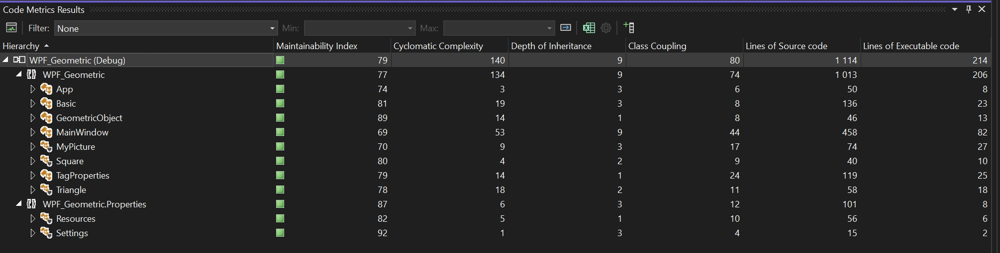 Code Metrics Results
Filter: None Min: Max:
Hierarchy Maintainability Index Cyclomatic Complexity Depth of Inheritance Class Coupling Lines of Source code Lines of Executable code
WPF_Geometric (Debug) 79 140 9 80 1 114 214
WPF_Geometric 77 134 9 74 1 013 206
App 74 3 3 6 50 8
Basic 81 19 3 8 136 23
GeometricObject 89 14 1 8 46 13
MainWindow 69 53 9 44 458 82
MyPicture 70 9 3 17 74 27
Square 80 4 2 9 40 10
TagProperties 79 14 1 24 119 25
Triangle 78 18 2 11 58 18
WPF_Geometric.Properties 87 6 3 12 101 8
Resources 82 5 1 10 56 6
Settings 92 1 3 4 15 2